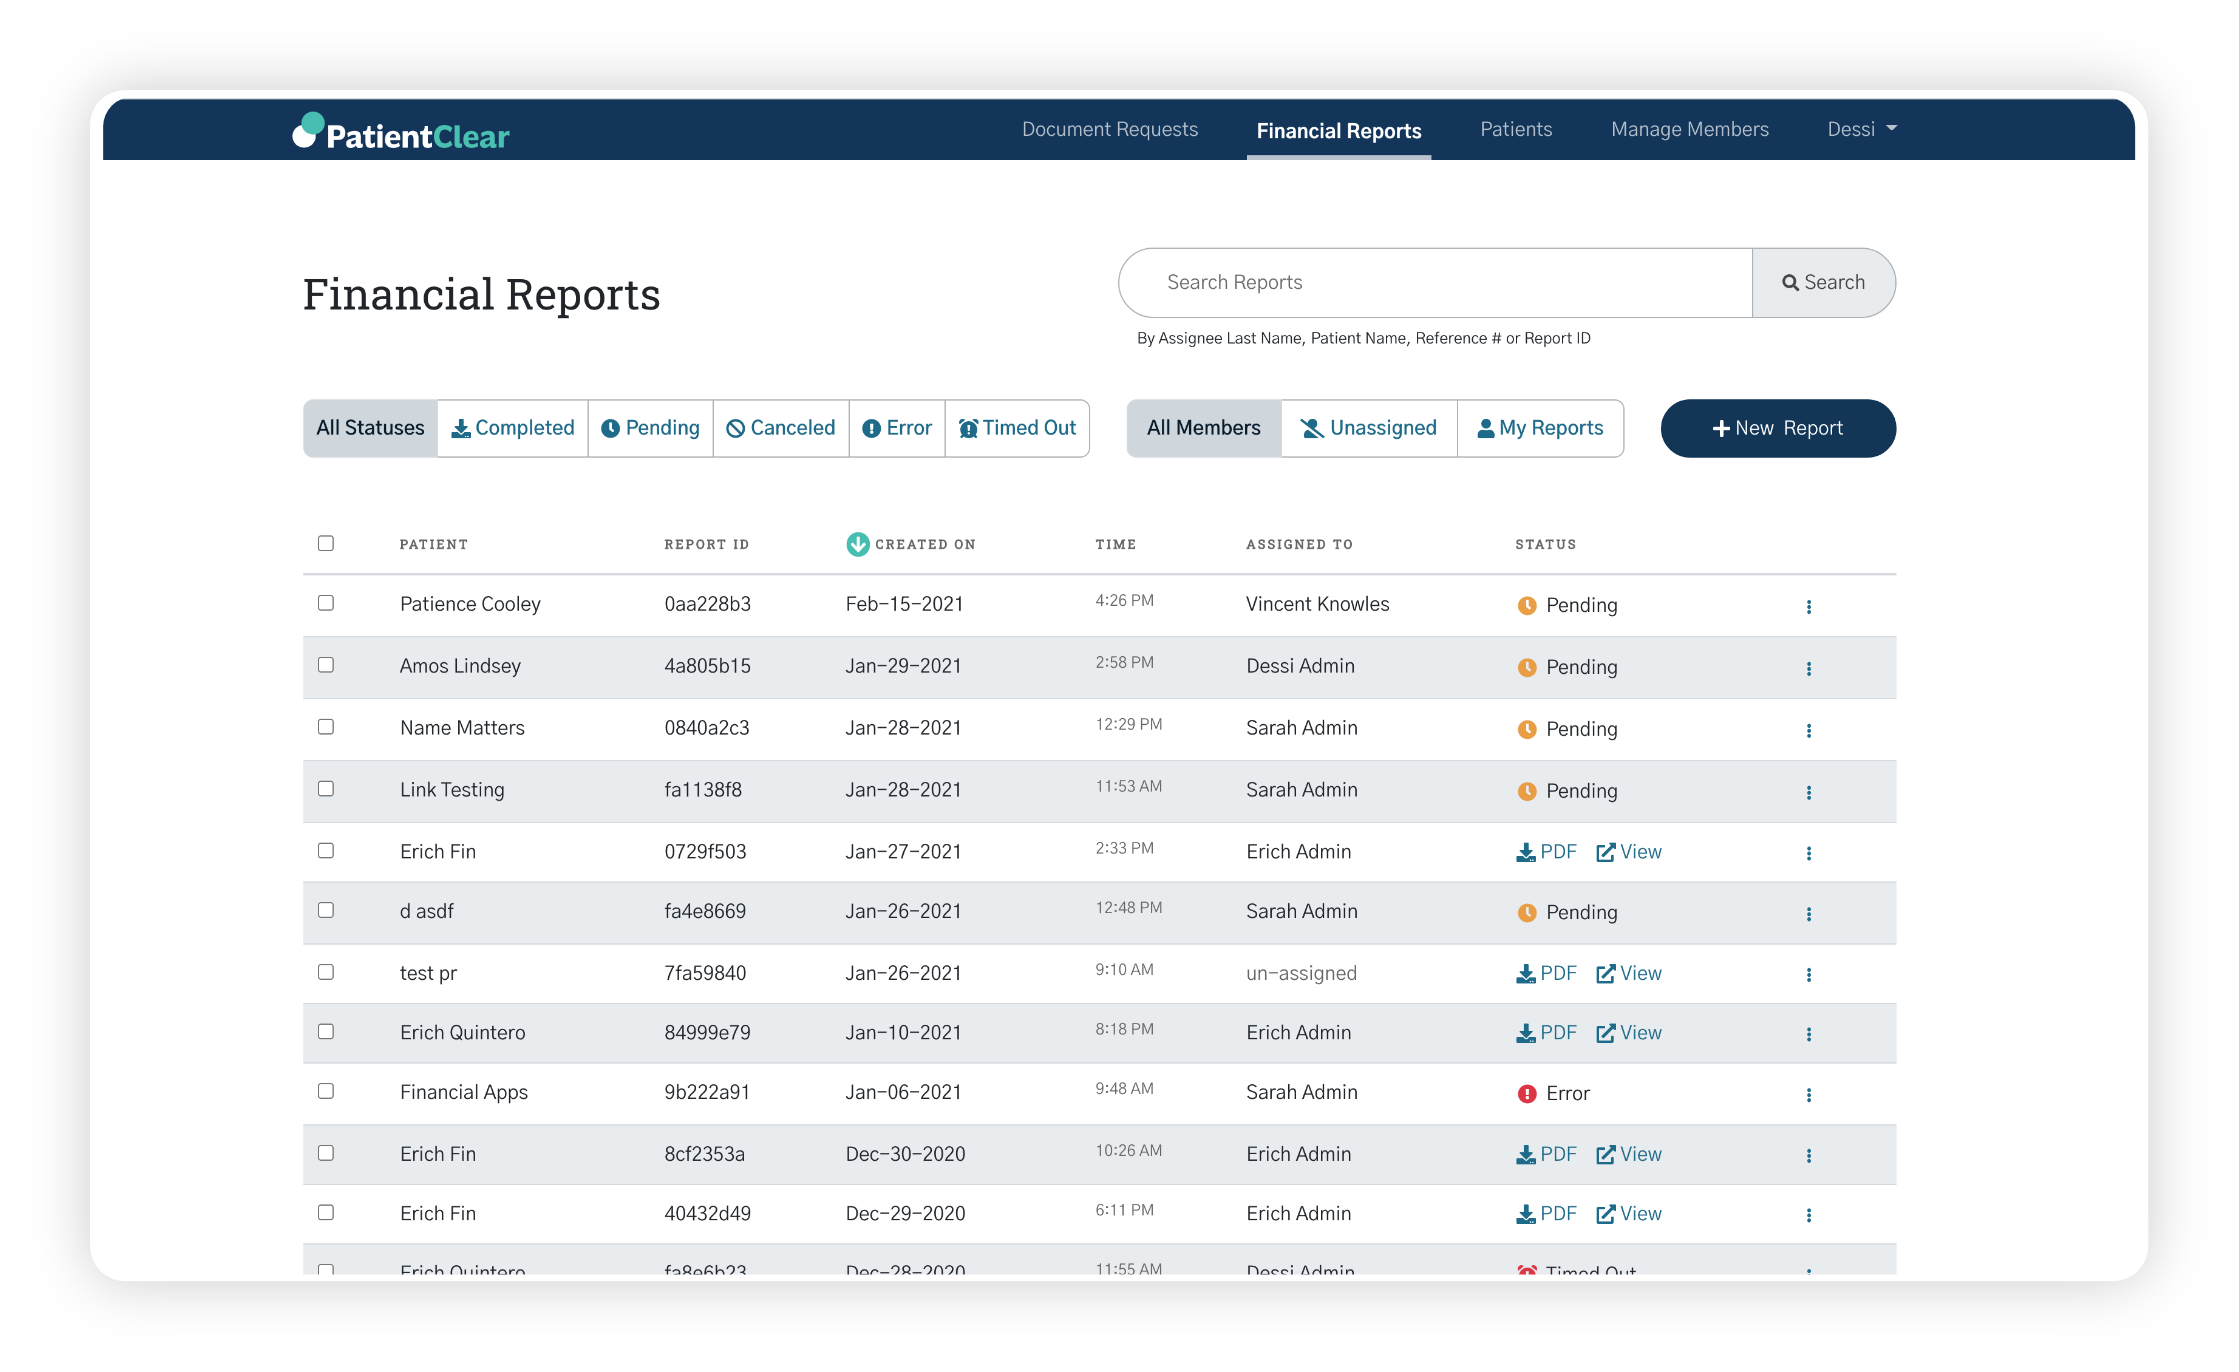 PatientClear Document Requests Financial Reports Patients Manage Members Dessi
Financial Reports
Search Reports Search
By Assignee Last Name, Patient Name, Reference # or Report ID
All Statuses Completed Pending Canceled Error Timed Out All Members Unassigned My Reports + New Report
PATIENT REPORT ID CREATED ON TIME ASSIGNED TO STATUS
Patience Cooley 0aa228b3 Feb-15-2021 4:26 PM Vincent Knowles Pending
Amos Lindsey 4a805b15 Jan-29-2021 2:58 PM Dessi Admin Pending
Name Matters 0840a2c3 Jan-28-2021 12:29 PM Sarah Admin Pending
Link Testing fa1138f8 Jan-28-2021 11:53 AM Sarah Admin Pending
Erich Fin 0729f503 Jan-27-2021 2:33 PM Erich Admin PDF View
d asdf fa4e8669 Jan-26-2021 12:48 PM Sarah Admin Pending
test pr 7fa59840 Jan-26-2021 9:10 AM un-assigned PDF View
Erich Quintero 84999e79 Jan-10-2021 8:18 PM Erich Admin PDF View
Financial Apps 9b222a91 Jan-06-2021 9:48 AM Sarah Admin Error
Erich Fin 8cf2353a Dec-30-2020 10:26 AM Erich Admin PDF View
Erich Fin 40432d49 Dec-29-2020 6:11 PM Erich Admin PDF View
Erich Quintero fa8e6b23 Dec-28-2020 11:55 AM Dessi Admin Timed Out